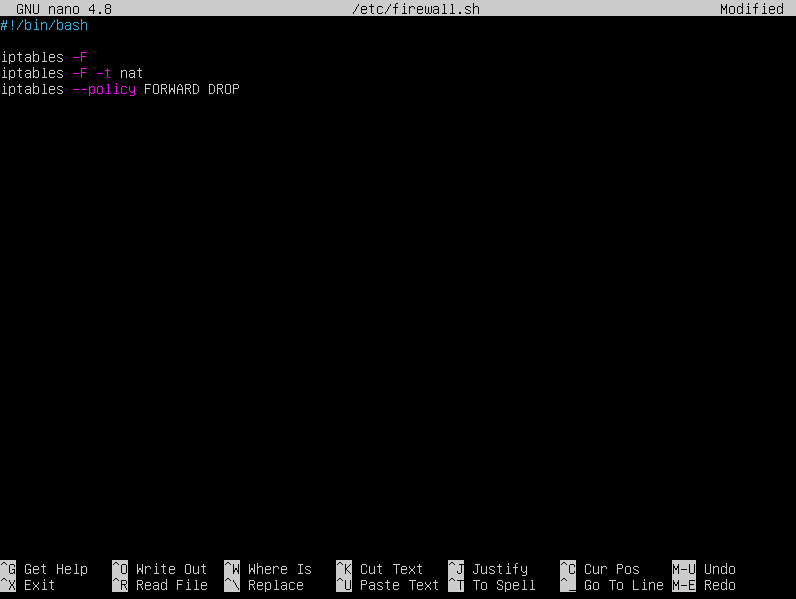 GNU nano 4.8 /etc/firewall.sh Modified
#!/bin/bash
iptables -F
iptables -F -t nat
iptables --policy FORWARD DROP
^G Get Help ^O Write Out ^W Where Is ^K Cut Text ^J Justify ^C Cur Pos M-U Undo
^X Exit ^R Read File ^\ Replace ^U Paste Text ^T To Spell ^_ Go To Line M-E Redo